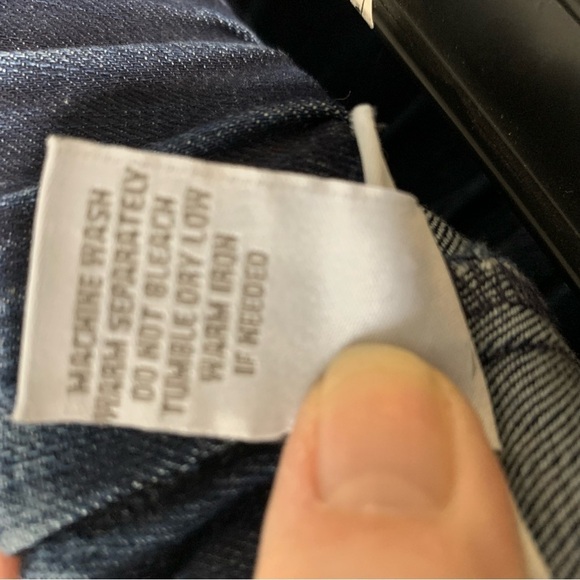 MACHINE WASH
WARM SEPARATELY
DO NOT BLEACH
TUMBLE DRY LOW
WARM IRON
IF NEEDED